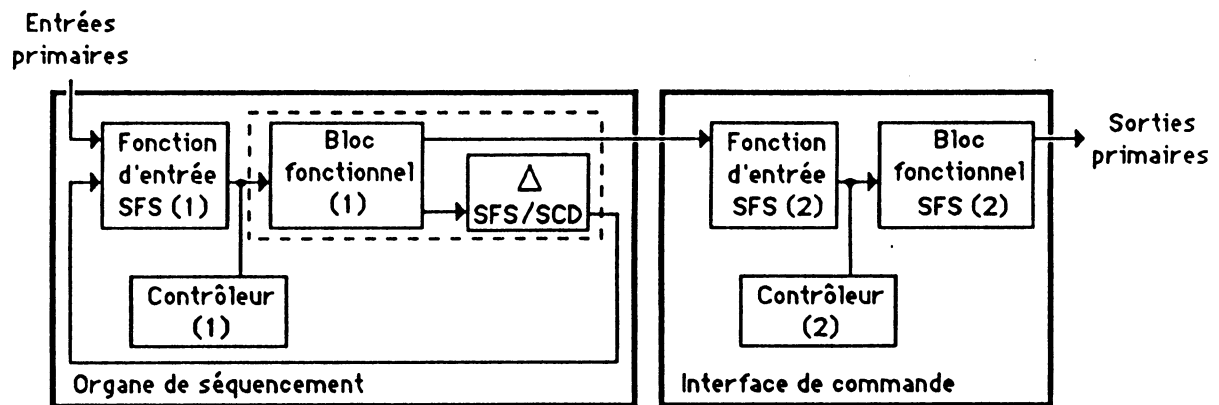 Entrées
primaires
Fonction
d'entrée
SFS (1)
Bloc
fonctionnel
(1)
Δ
SFS/SCD
Contrôleur
(1)
Organe de séquencement
Fonction
d'entrée
SFS (2)
Bloc
fonctionnel
SFS (2)
Contrôleur
(2)
Interface de commande
Sorties
primaires